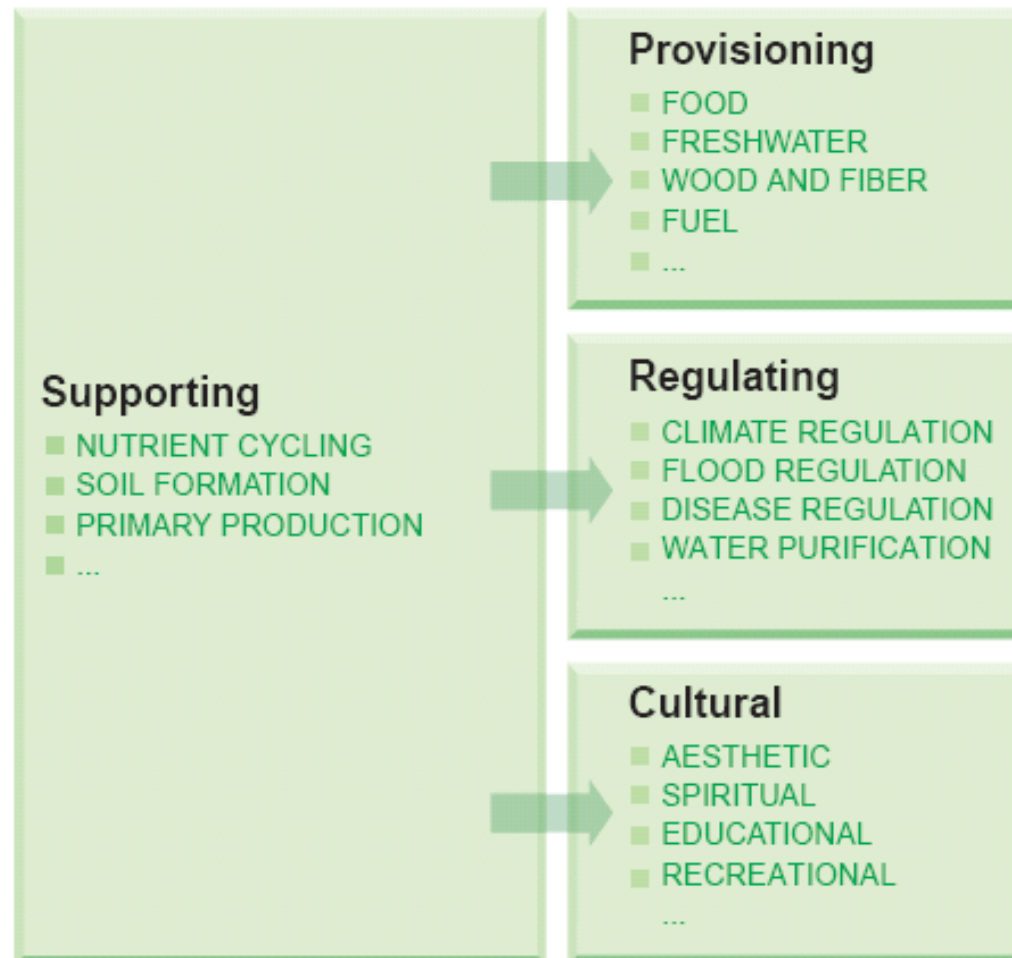 Supporting
NUTRIENT CYCLING
SOIL FORMATION
PRIMARY PRODUCTION
...
Provisioning
FOOD
FRESHWATER
WOOD AND FIBER
FUEL
...
Regulating
CLIMATE REGULATION
FLOOD REGULATION
DISEASE REGULATION
WATER PURIFICATION
...
Cultural
AESTHETIC
SPIRITUAL
EDUCATIONAL
RECREATIONAL
...